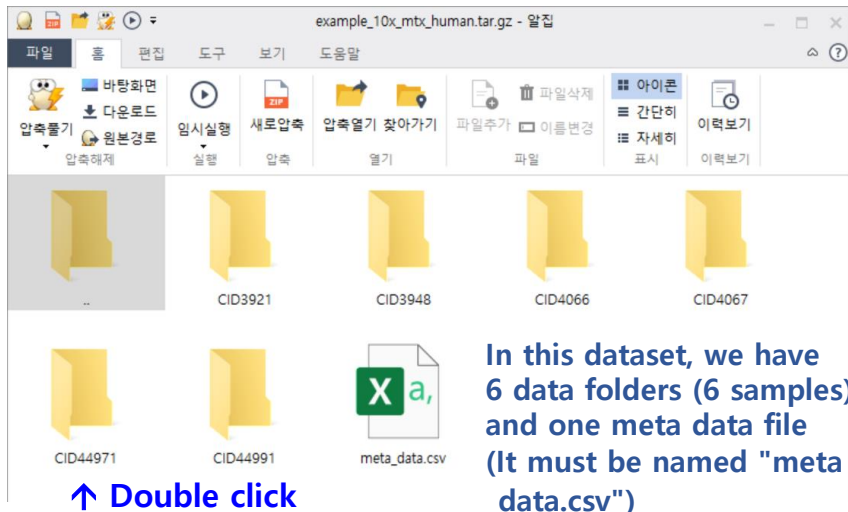 example_10x_mtx_human.tar.gz - 알집
파일 홈 편집 도구 보기 도움말
바탕화면
다운로드
원본경로
압축풀기
임시실행
ZIP
새로압축
압축열기 찾아가기
파일추가
파일삭제
이름변경
아이콘
간단히
자세히
이력보기
압축해제 실행 압축 열기 파일 표시 이력보기
..
CID3921
CID3948
CID4066
CID4067
CID44971
CID44991
X a,
meta_data.csv
In this dataset, we have
6 data folders (6 samples)
and one meta data file
(It must be named "meta
data.csv")
↑ Double click